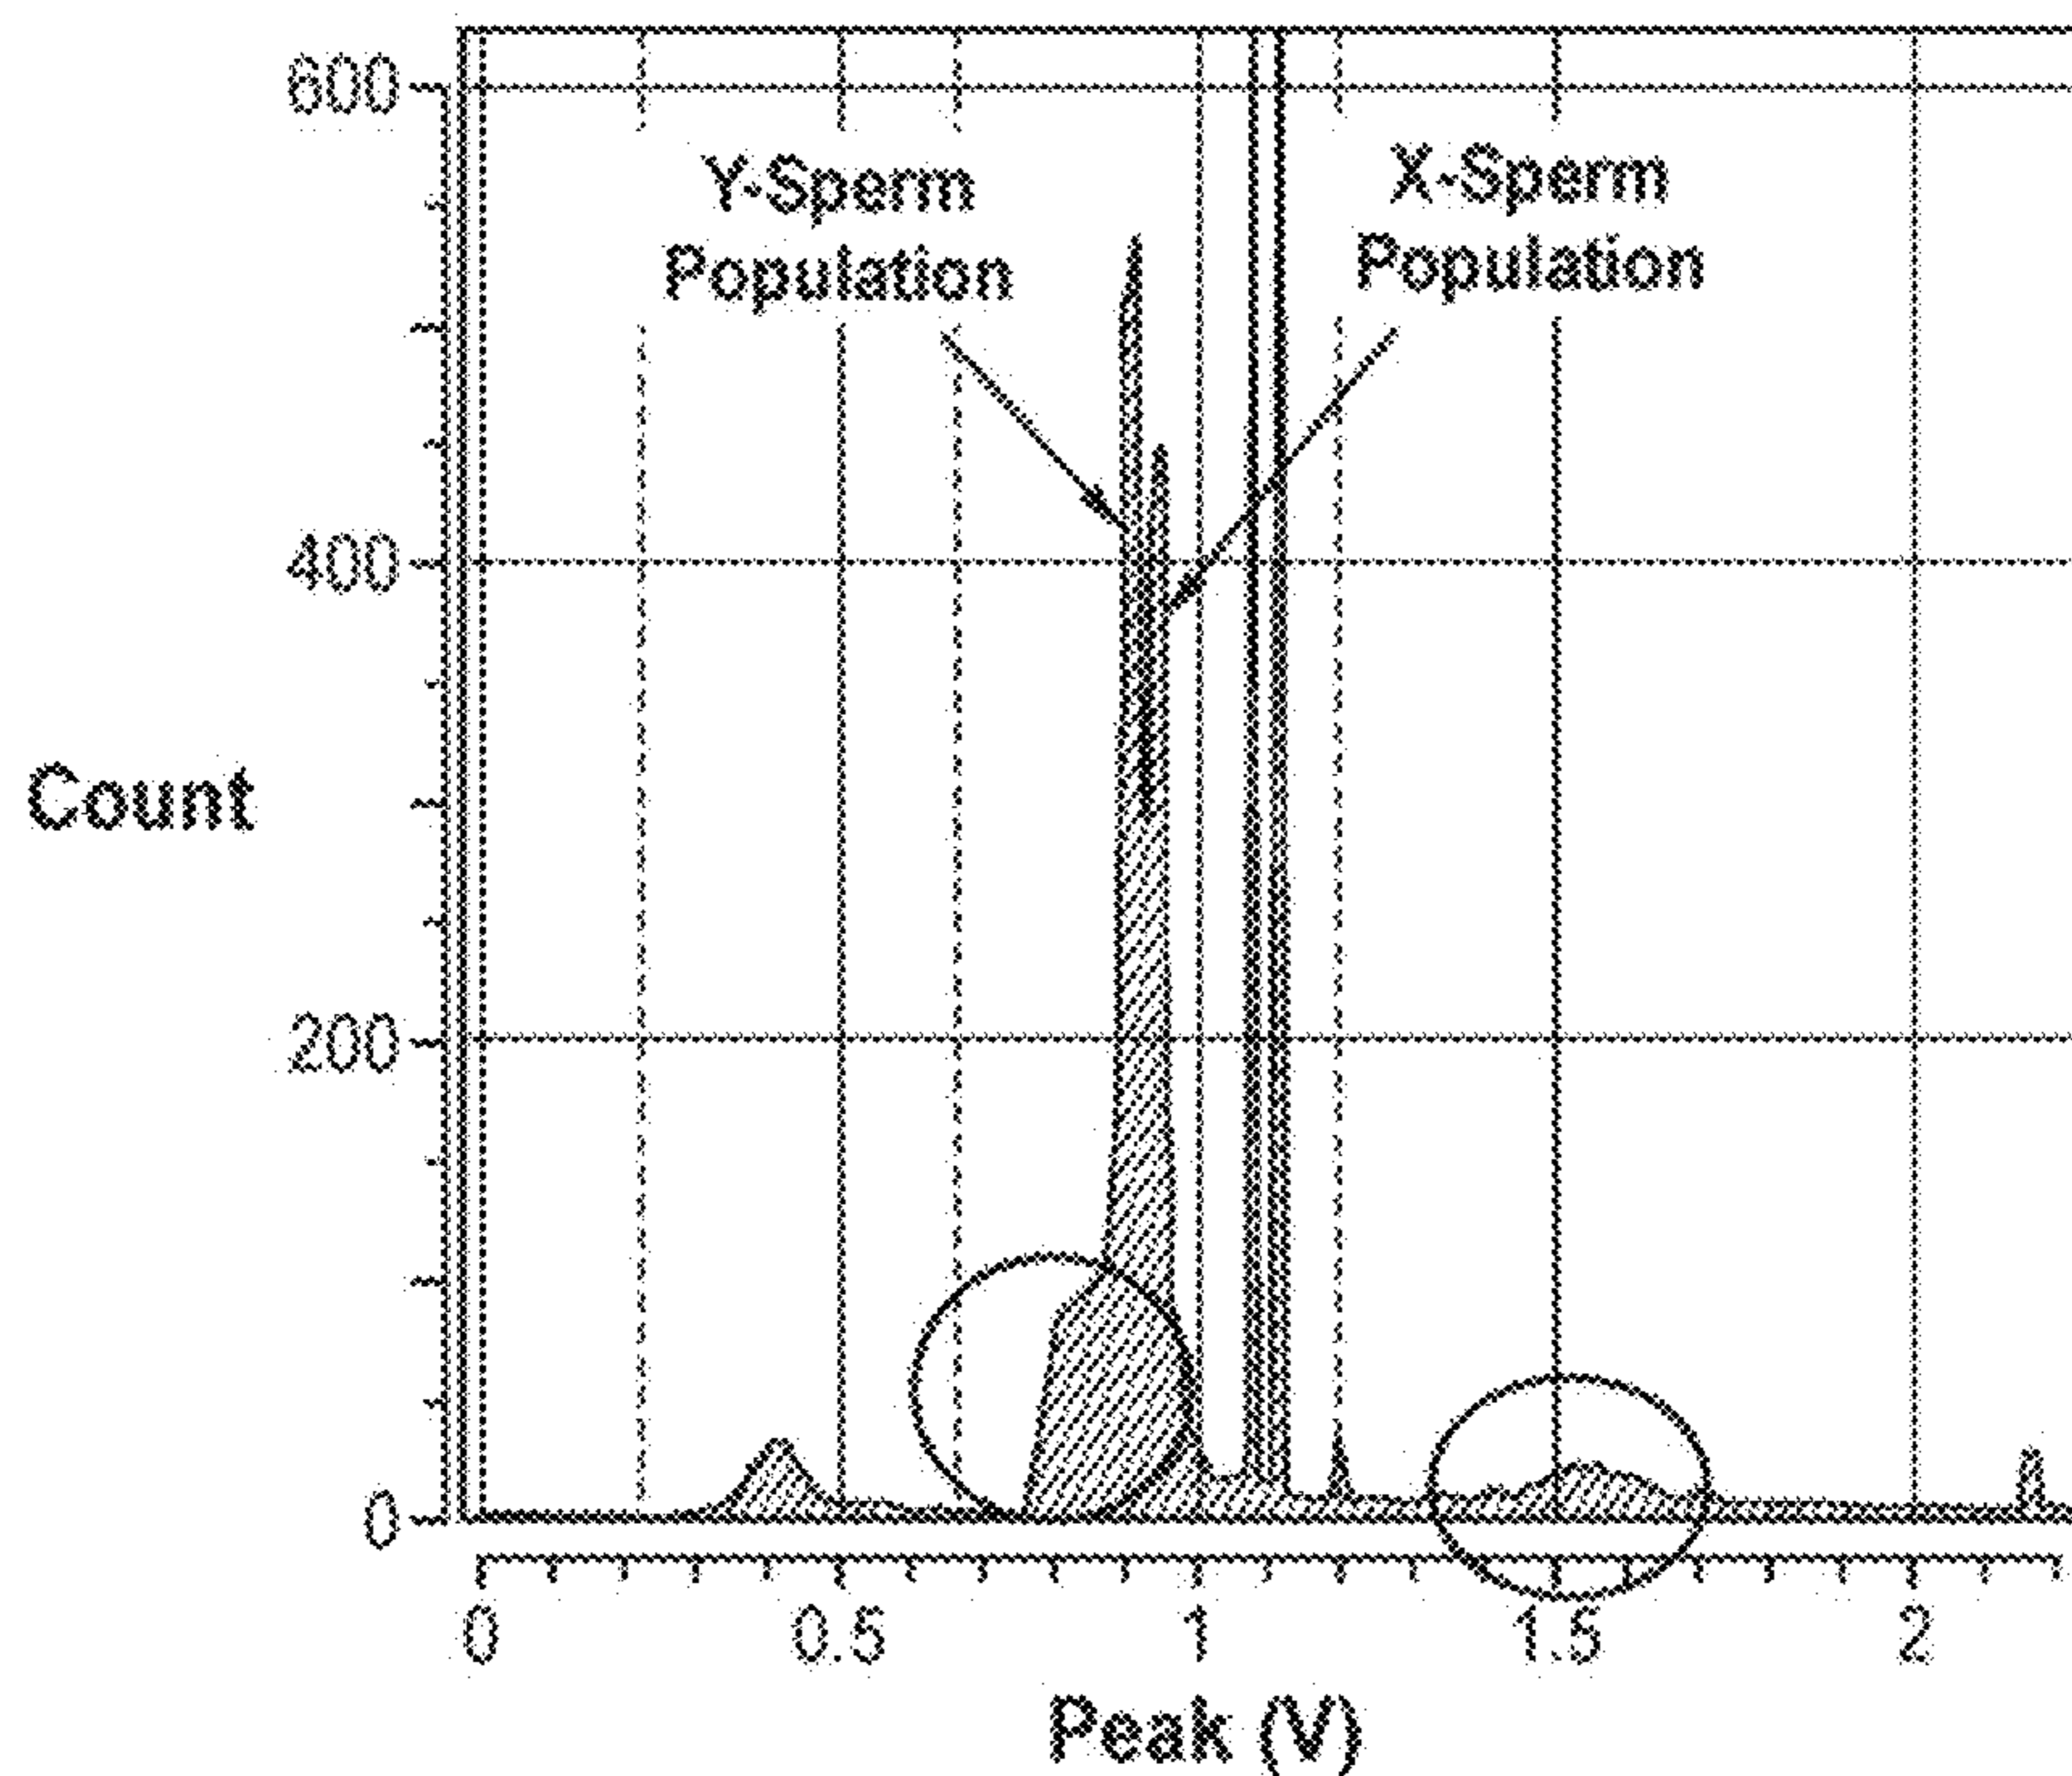 600
Y-Sperm
Population
X-Sperm
Population
400
Count
200
0
0 0.5 1 1.5 2
Peak (V)